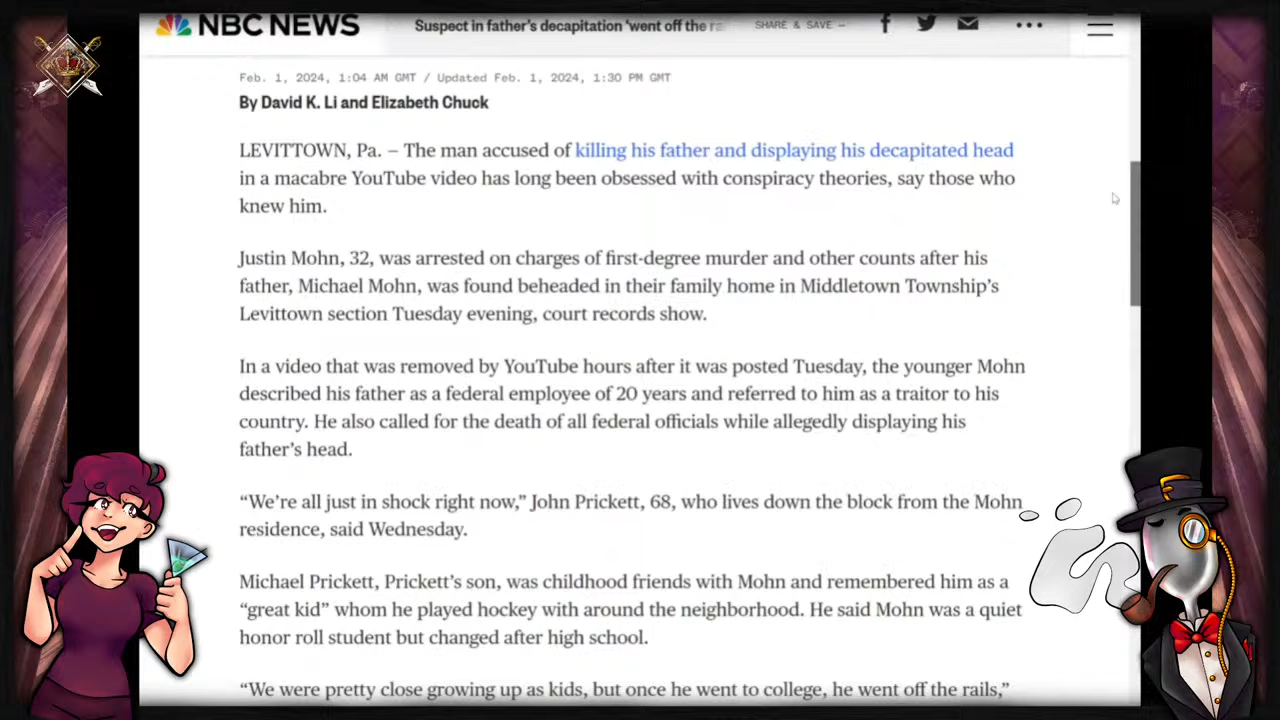 NBC NEWS
Suspect in father's decapitation 'went off the ra
SHARE & SAVE —
Feb. 1, 2024, 1:04 AM GMT / Updated Feb. 1, 2024, 1:30 PM GMT
By David K. Li and Elizabeth Chuck
LEVITTOWN, Pa. — The man accused of killing his father and displaying his decapitated head
in a macabre YouTube video has long been obsessed with conspiracy theories, say those who
knew him.
Justin Mohn, 32, was arrested on charges of first-degree murder and other counts after his
father, Michael Mohn, was found beheaded in their family home in Middletown Township's
Levittown section Tuesday evening, court records show.
In a video that was removed by YouTube hours after it was posted Tuesday, the younger Mohn
described his father as a federal employee of 20 years and referred to him as a traitor to his
country. He also called for the death of all federal officials while allegedly displaying his
father's head.
“We're all just in shock right now,” John Prickett, 68, who lives down the block from the Mohn
residence, said Wednesday.
Michael Prickett, Prickett's son, was childhood friends with Mohn and remembered him as a
“great kid” whom he played hockey with around the neighborhood. He said Mohn was a quiet
honor roll student but changed after high school.
“We were pretty close growing up as kids, but once he went to college, he went off the rails,”